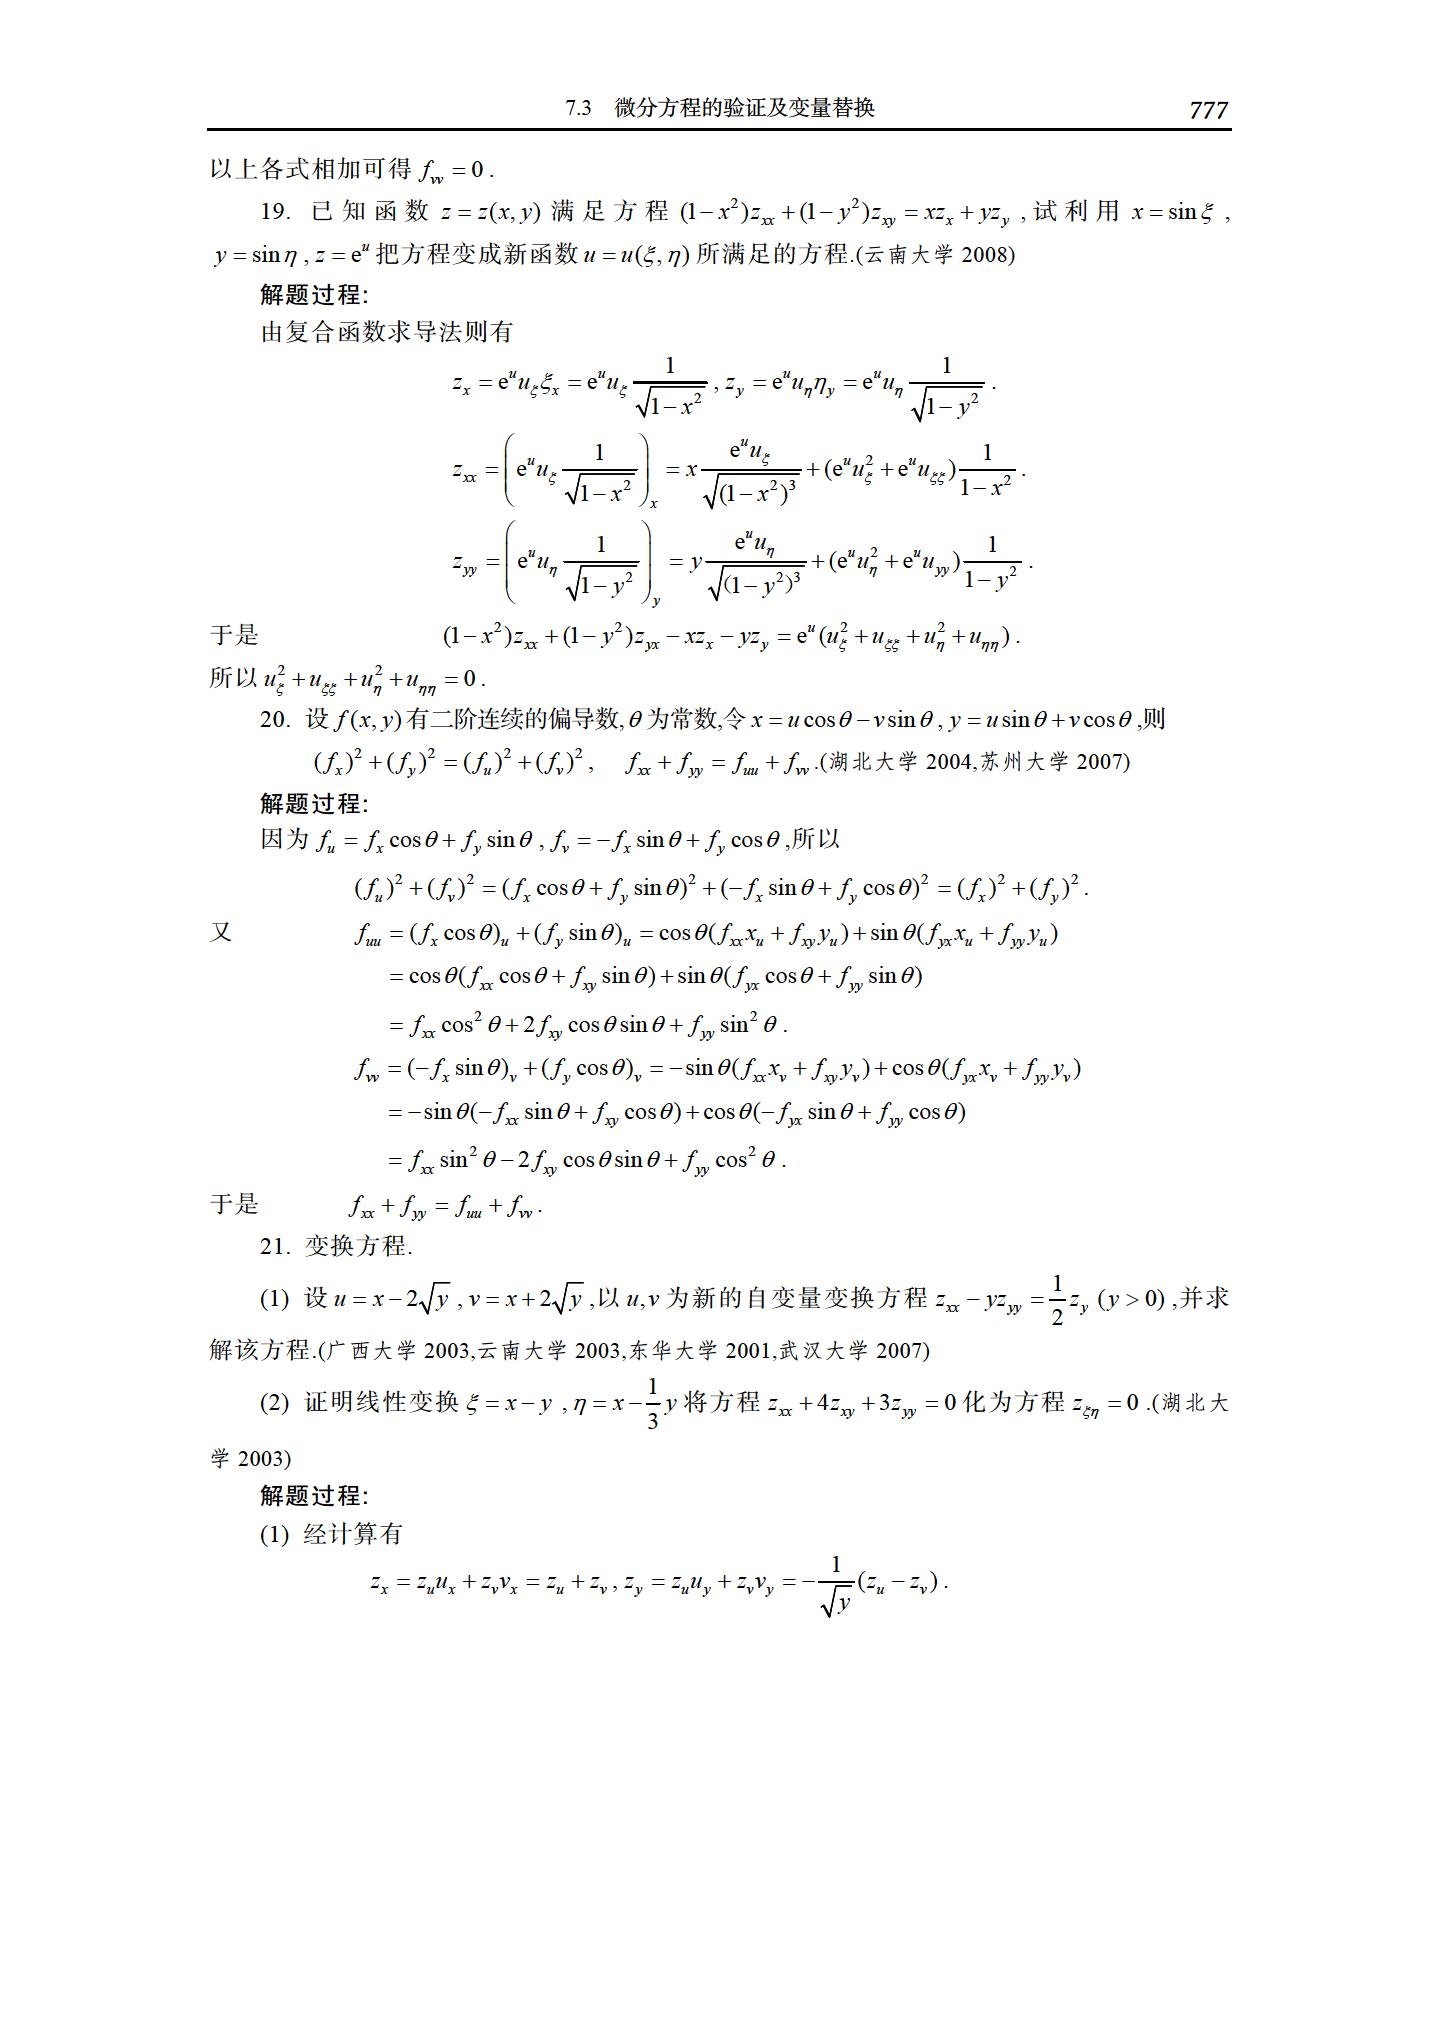 7.3 微分方程的验证及变量替换 777
以上各式相加可得 $f_{vv}=0$.
19. 已知函数 $z=z(x,y)$ 满足方程 $(1-x^2)z_{xx}+(1-y^2)z_{xy}=xz_x+yz_y$,试利用 $x=\sin\xi$,
$y=\sin\eta$,$z=\mathrm{e}^u$ 把方程变成新函数 $u=u(\xi,\eta)$ 所满足的方程.(云南大学 2008)
解题过程:
由复合函数求导法则有
$z_x=\mathrm{e}^u u_\xi \xi_x=\mathrm{e}^u u_\xi \frac{1}{\sqrt{1-x^2}}$,$z_y=\mathrm{e}^u u_\eta \eta_y=\mathrm{e}^u u_\eta \frac{1}{\sqrt{1-y^2}}$.
$z_{xx}=\left(\mathrm{e}^u u_\xi \frac{1}{\sqrt{1-x^2}}\right)_x=x\frac{\mathrm{e}^u u_\xi}{\sqrt{(1-x^2)^3}}+(\mathrm{e}^u u_\xi^2+\mathrm{e}^u u_{\xi\xi})\frac{1}{1-x^2}$.
$z_{yy}=\left(\mathrm{e}^u u_\eta \frac{1}{\sqrt{1-y^2}}\right)_y=y\frac{\mathrm{e}^u u_\eta}{\sqrt{(1-y^2)^3}}+(\mathrm{e}^u u_\eta^2+\mathrm{e}^u u_{yy})\frac{1}{1-y^2}$.
于是 $(1-x^2)z_{xx}+(1-y^2)z_{yx}-xz_x-yz_y=\mathrm{e}^u(u_\xi^2+u_{\xi\xi}+u_\eta^2+u_{\eta\eta})$.
所以 $u_\xi^2+u_{\xi\xi}+u_\eta^2+u_{\eta\eta}=0$.
20. 设 $f(x,y)$ 有二阶连续的偏导数,$\theta$ 为常数,令 $x=u\cos\theta-v\sin\theta$,$y=u\sin\theta+v\cos\theta$,则
$(f_x)^2+(f_y)^2=(f_u)^2+(f_v)^2$, $f_{xx}+f_{yy}=f_{uu}+f_{vv}$.(湖北大学 2004,苏州大学 2007)
解题过程:
因为 $f_u=f_x\cos\theta+f_y\sin\theta$,$f_v=-f_x\sin\theta+f_y\cos\theta$,所以
$(f_u)^2+(f_v)^2=(f_x\cos\theta+f_y\sin\theta)^2+(-f_x\sin\theta+f_y\cos\theta)^2=(f_x)^2+(f_y)^2$.
又 $f_{uu}=(f_x\cos\theta)_u+(f_y\sin\theta)_u=\cos\theta(f_{xx}x_u+f_{xy}y_u)+\sin\theta(f_{yx}x_u+f_{yy}y_u)$
$=\cos\theta(f_{xx}\cos\theta+f_{xy}\sin\theta)+\sin\theta(f_{yx}\cos\theta+f_{yy}\sin\theta)$
$=f_{xx}\cos^2\theta+2f_{xy}\cos\theta\sin\theta+f_{yy}\sin^2\theta$.
$f_{vv}=(-f_x\sin\theta)_v+(f_y\cos\theta)_v=-\sin\theta(f_{xx}x_v+f_{xy}y_v)+\cos\theta(f_{yx}x_v+f_{yy}y_v)$
$=-\sin\theta(-f_{xx}\sin\theta+f_{xy}\cos\theta)+\cos\theta(-f_{yx}\sin\theta+f_{yy}\cos\theta)$
$=f_{xx}\sin^2\theta-2f_{xy}\cos\theta\sin\theta+f_{yy}\cos^2\theta$.
于是 $f_{xx}+f_{yy}=f_{uu}+f_{vv}$.
21. 变换方程.
(1) 设 $u=x-2\sqrt{y}$,$v=x+2\sqrt{y}$,以 $u,v$ 为新的自变量变换方程 $z_{xx}-yz_{yy}=\frac{1}{2}z_y$ $(y>0)$,并求
解该方程.(广西大学 2003,云南大学 2003,东华大学 2001,武汉大学 2007)
(2) 证明线性变换 $\xi=x-y$,$\eta=x-\frac{1}{3}y$ 将方程 $z_{xx}+4z_{xy}+3z_{yy}=0$ 化为方程 $z_{\xi\eta}=0$.(湖北大
学 2003)
解题过程:
(1) 经计算有
$z_x=z_u u_x+z_v v_x=z_u+z_v$,$z_y=z_u u_y+z_v v_y=-\frac{1}{\sqrt{y}}(z_u-z_v)$.